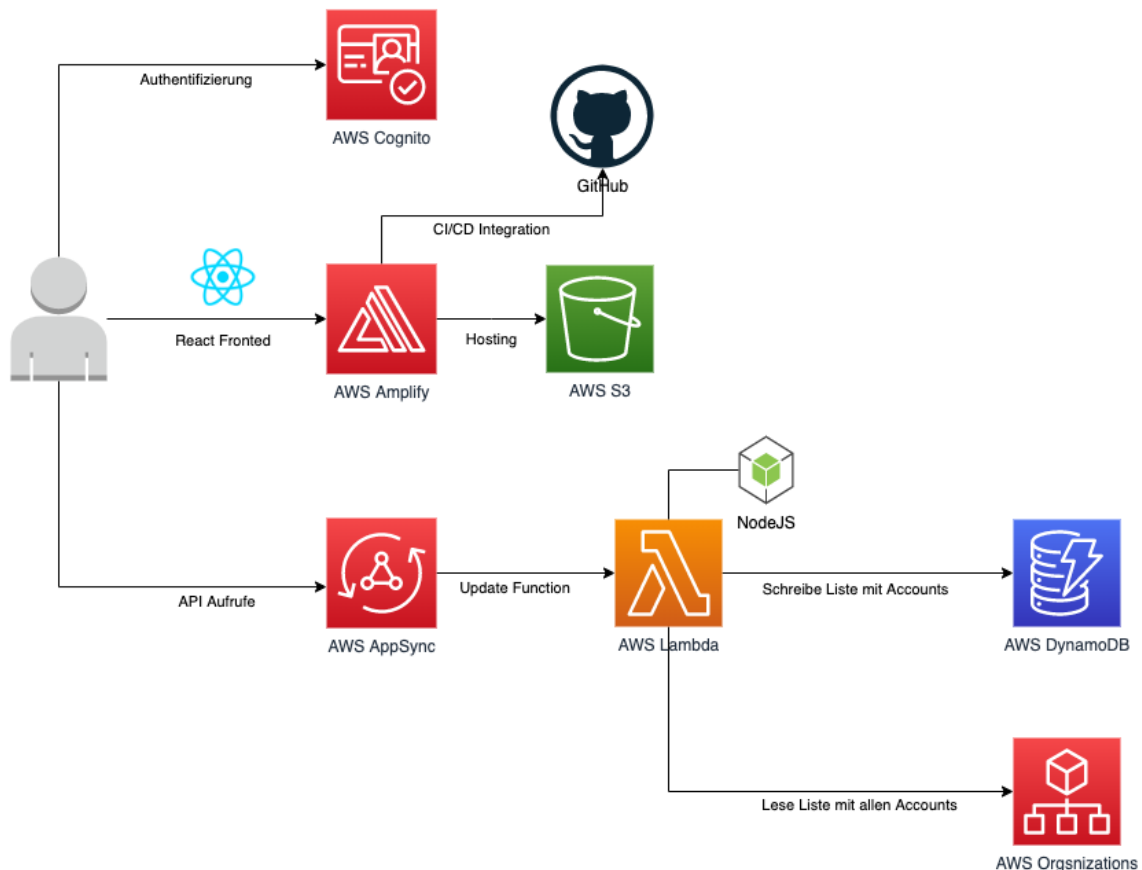 Authentifizierung
AWS Cognito
GitHub
CI/CD Integration
React Fronted
AWS Amplify
Hosting
AWS S3
NodeJS
API Aufrufe
AWS AppSync
Update Function
AWS Lambda
Schreibe Liste mit Accounts
AWS DynamoDB
Lese Liste mit allen Accounts
AWS Orgsnizations